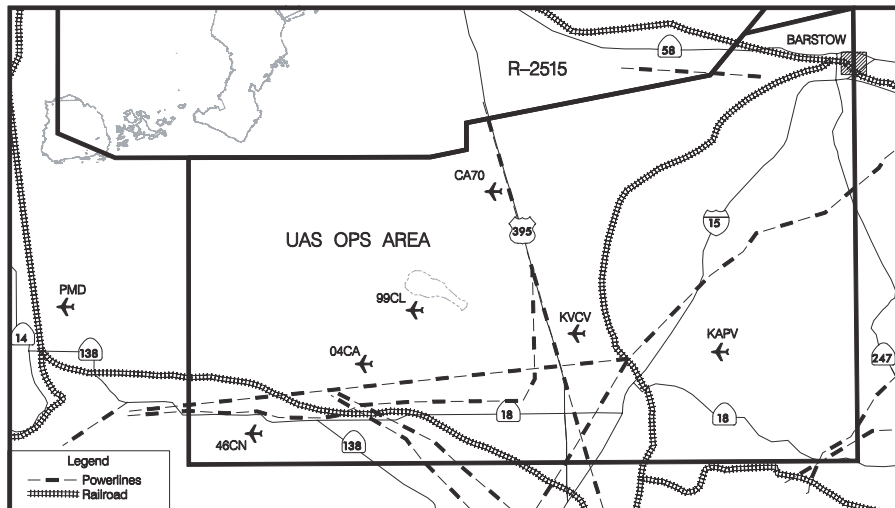 BARSTOW
58
R-2515
CA70
395
15
UAS OPS AREA
PMD
99CL
KVCV
14
138
04CA
KAPV
247
18
18
46CN
138
Legend
Powerlines
Railroad